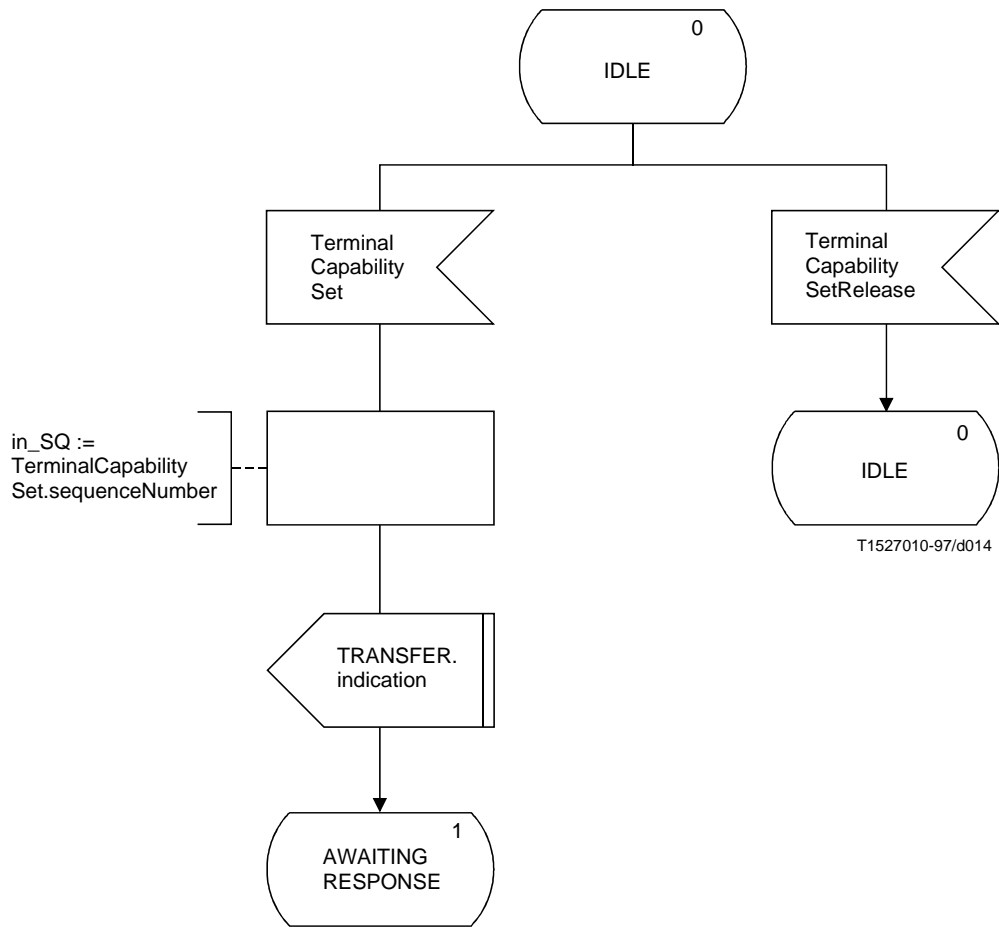 0
IDLE
Terminal
Capability
Set
Terminal
Capability
SetRelease
in_SQ :=
TerminalCapability
Set.sequenceNumber
0
IDLE
T1527010-97/d014
TRANSFER.
indication
1
AWAITING
RESPONSE